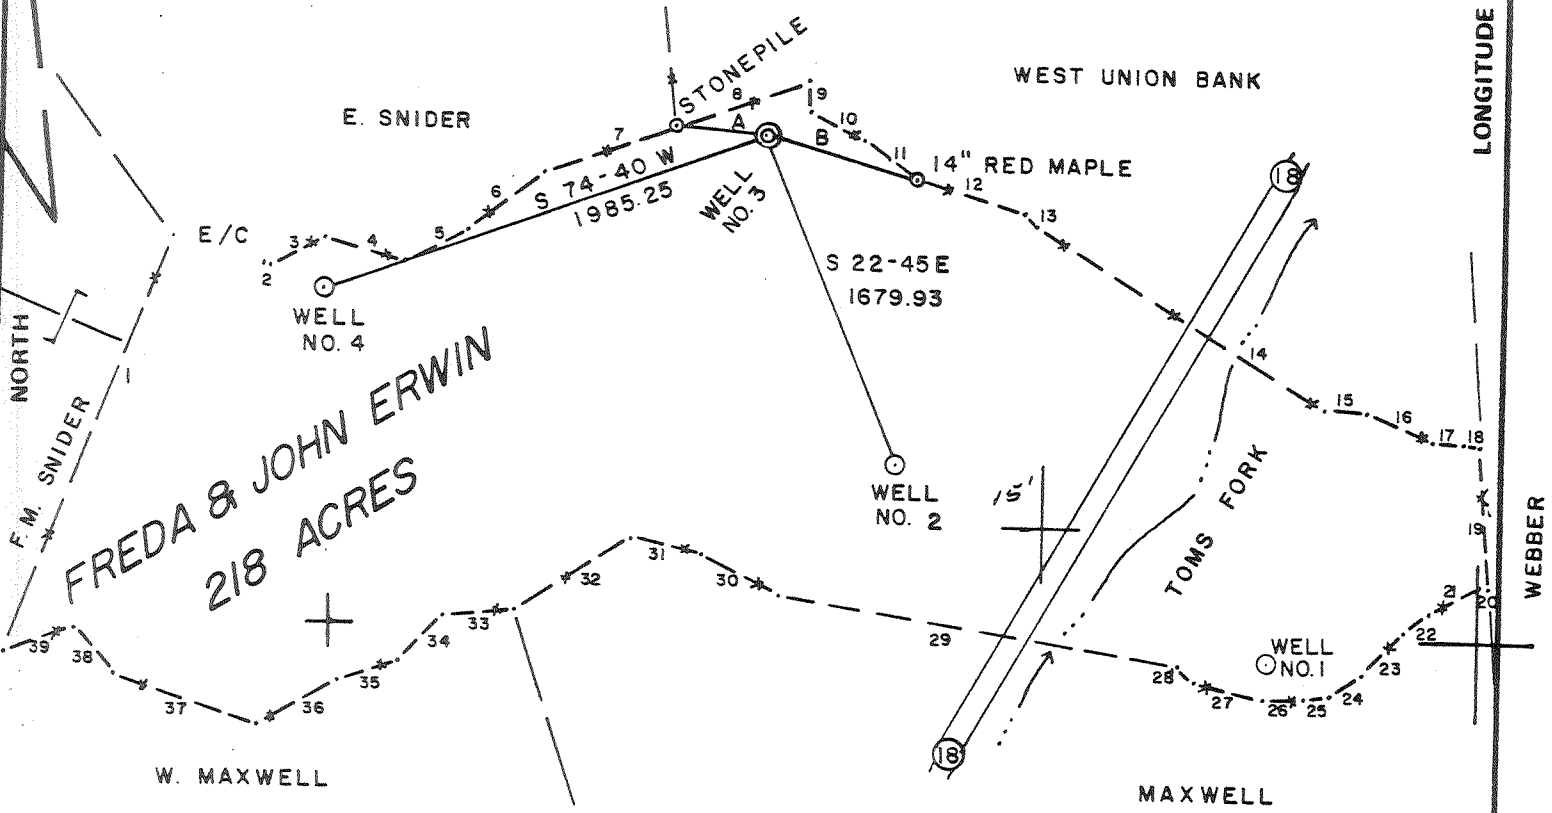 LONGITUDE
STONEPILE
WEST UNION BANK
E. SNIDER
8
9
A
10
B
7
11
14" RED MAPLE
12
S 74-40 W
1985.25
WELL
NO. 3
18
6
13
E/C
3
4
5
2
S 22-45 E
1679.93
WELL
NO. 4
NORTH
1
14
F. M. SNIDER
FREDA & JOHN ERWIN
218 ACRES
15
16
17
18
TOMS FORK
WELL
NO. 2
15'
19
WEBBER
31
30
32
21
20
33
34
29
22
39
38
WELL
NO. 1
23
28
35
27
26
25
24
37
36
18
W. MAXWELL
MAXWELL